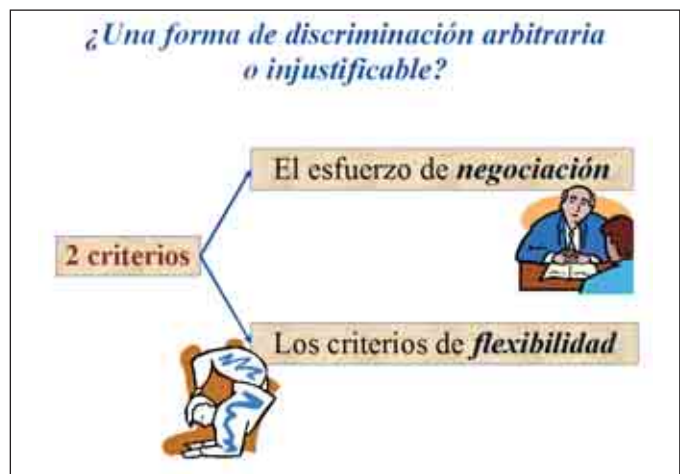 ¿Una forma de discriminación arbitraria
o injustificable?
El esfuerzo de negociación
2 criterios
Los criterios de flexibilidad